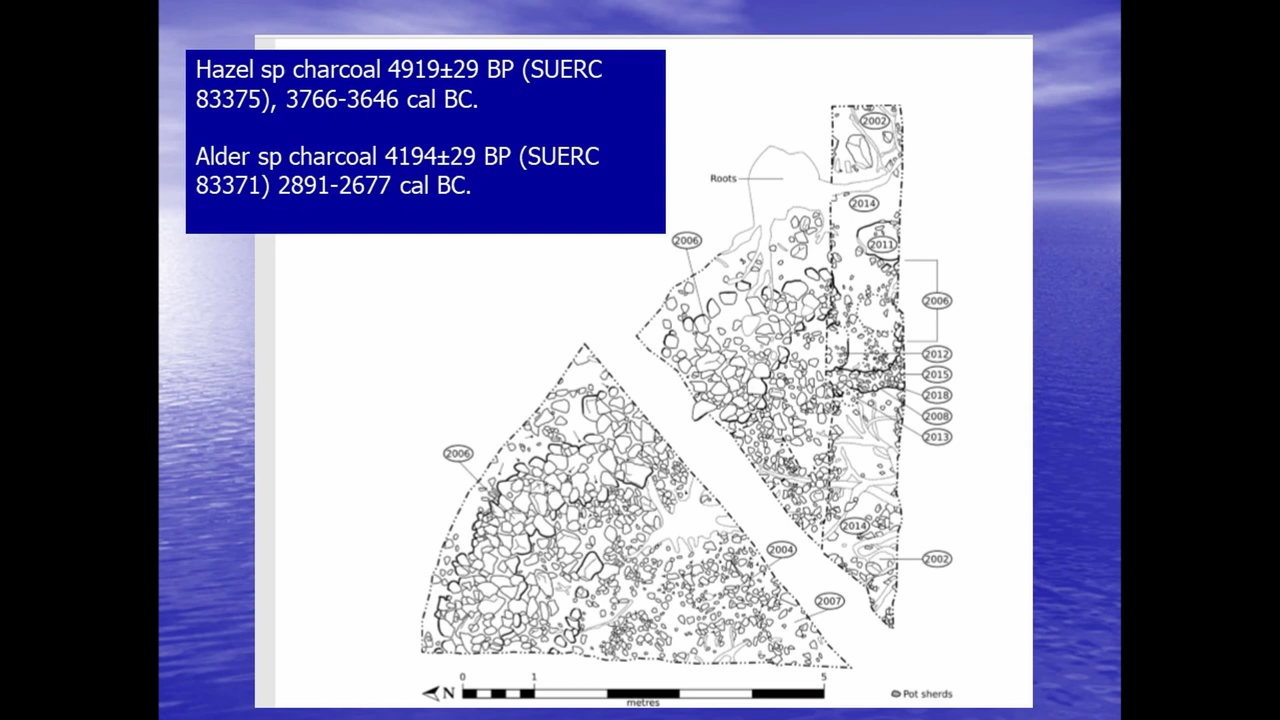 Hazel sp charcoal 4919±29 BP (SUERC
83375), 3766-3646 cal BC.
Alder sp charcoal 4194±29 BP (SUERC
83371) 2891-2677 cal BC.
2002
Roots
2014
2006
2011
2006
2012
2015
2018
2008
2013
2006
2014
2004
2002
2007
N
0 1 5
metres
Pot sherds